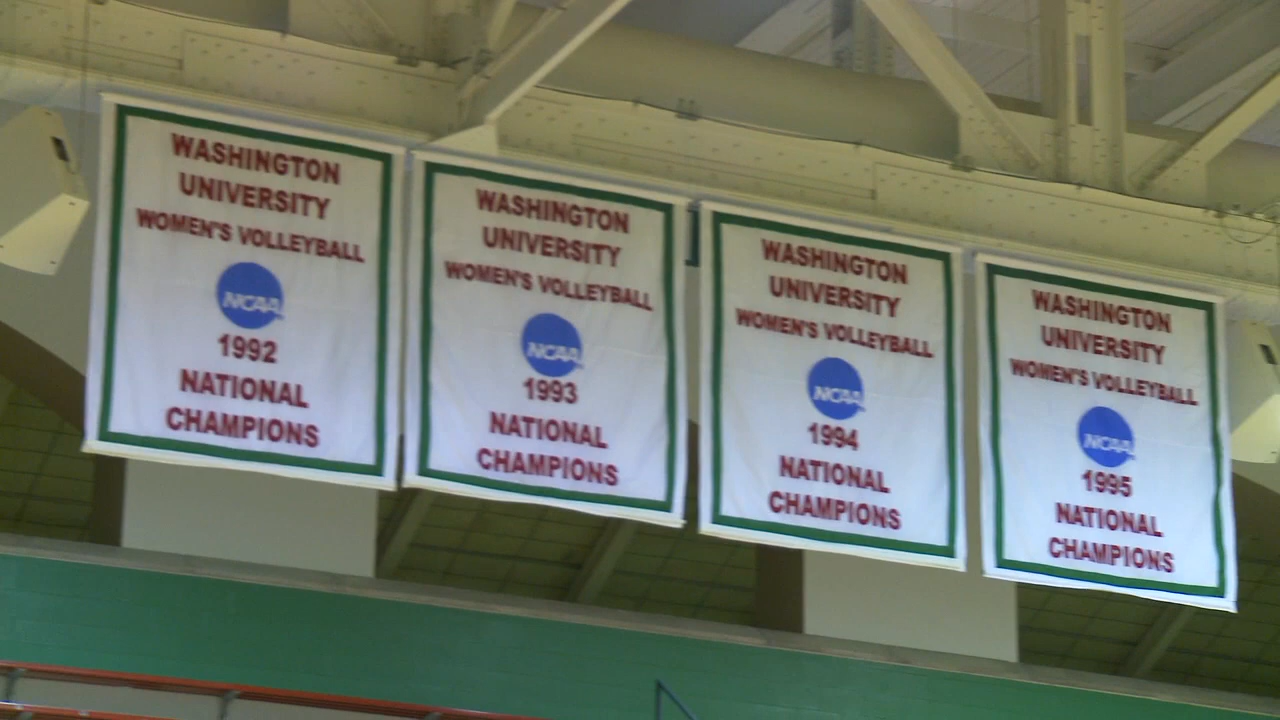 WASHINGTON
UNIVERSITY
WOMEN'S VOLLEYBALL
NCAA
1992
NATIONAL
CHAMPIONS
WASHINGTON
UNIVERSITY
WOMEN'S VOLLEYBALL
NCAA
1993
NATIONAL
CHAMPIONS
WASHINGTON
UNIVERSITY
WOMEN'S VOLLEYBALL
NCAA
1994
NATIONAL
CHAMPIONS
WASHINGTON
UNIVERSITY
WOMEN'S VOLLEYBALL
NCAA
1995
NATIONAL
CHAMPIONS